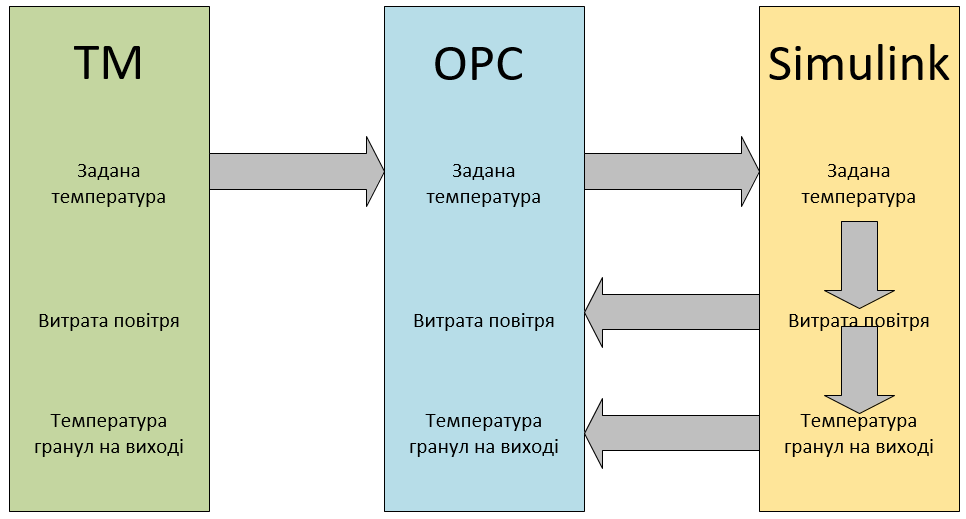 ТМ
Задана
температура
Витрата повітря
Температура
гранул на виході
OPC
Задана
температура
Витрата повітря
Температура
гранул на виході
Simulink
Задана
температура
Витрата повітря
Температура
гранул на виході